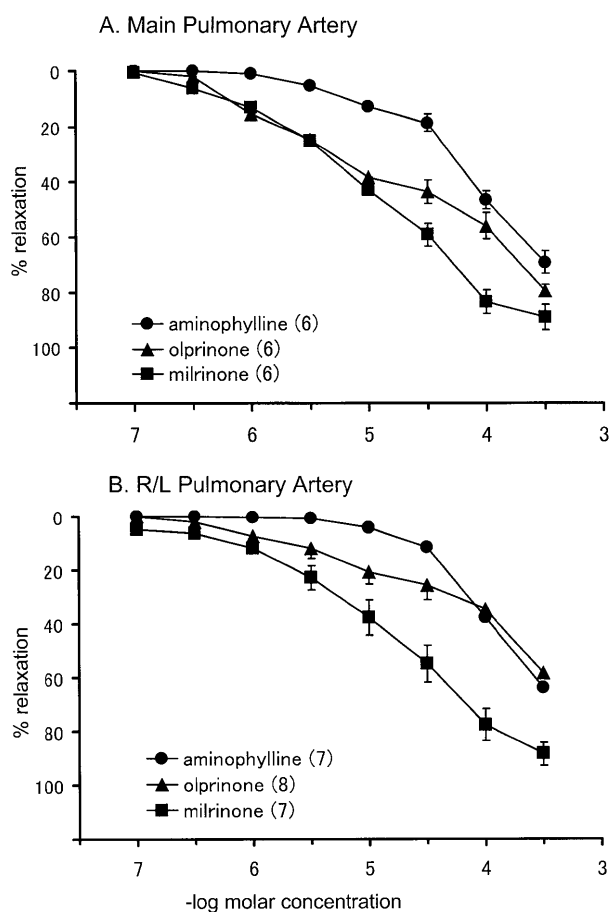 A. Main Pulmonary Artery
0
20
40
60
80
100
% relaxation
aminophylline (6)
olprinone (6)
milrinone (6)
7 6 5 4 3
B. R/L Pulmonary Artery
0
20
40
60
80
100
% relaxation
aminophylline (7)
olprinone (8)
milrinone (7)
7 6 5 4 3
-log molar concentration